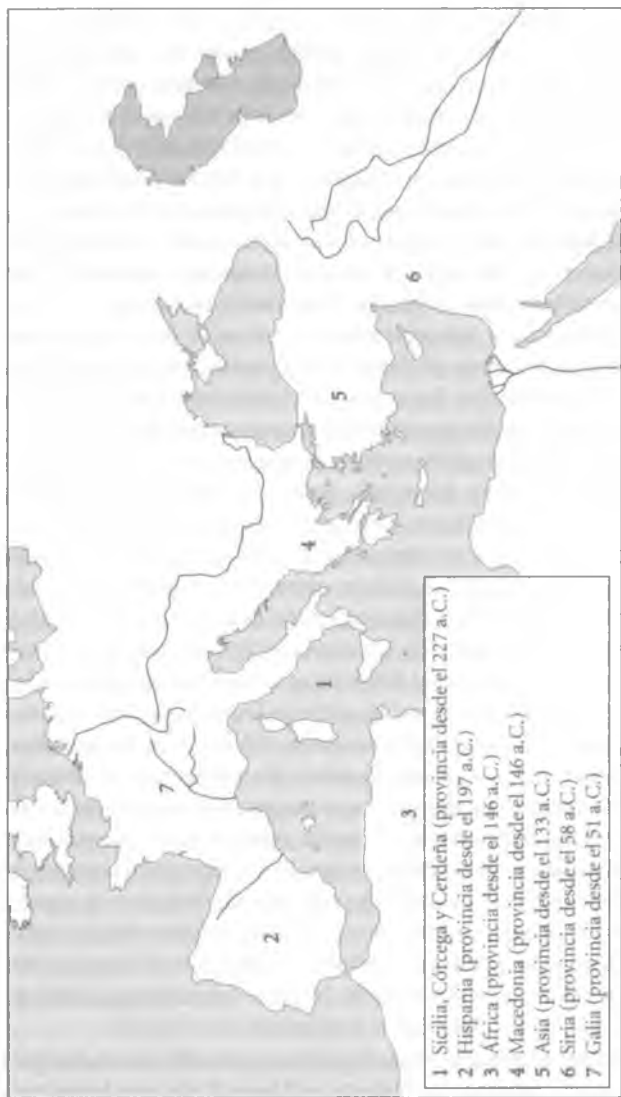 1 Sicilia, Córcega y Cerdeña (provincia desde el 227 a.C.)
2 Hispania (provincia desde el 197 a.C.)
3 África (provincia desde el 146 a.C.)
4 Macedonia (provincia desde el 146 a.C.)
5 Asia (provincia desde el 133 a.C.)
6 Siria (provincia desde el 58 a.C.)
7 Galia (provincia desde el 51 a.C.)
7
2
1
3
4
5
6